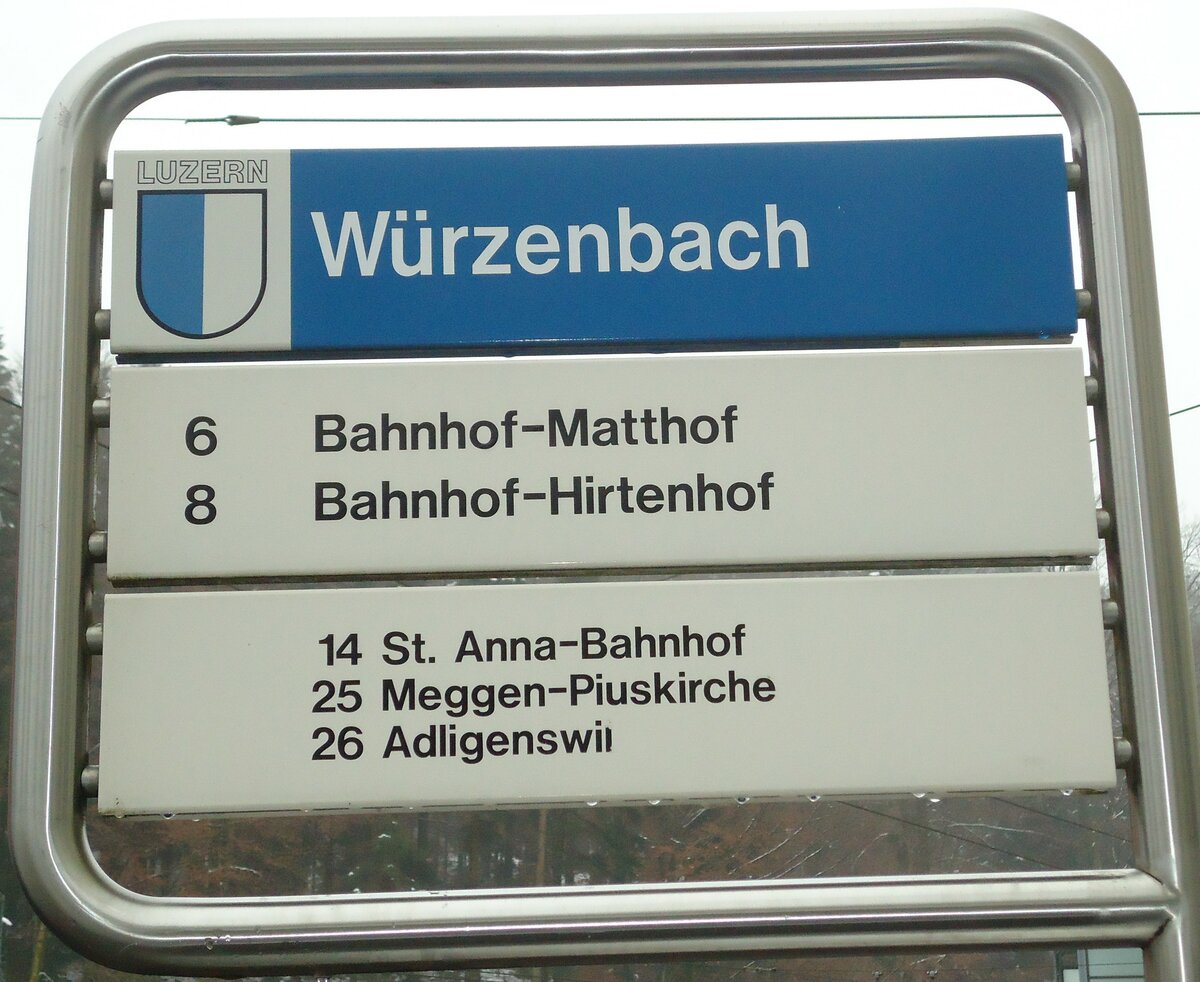 LUZERN
Würzenbach
6 Bahnhof-Matthof
8 Bahnhof-Hirtenhof
14 St. Anna-Bahnhof
25 Meggen-Piuskirche
26 Adligenswil